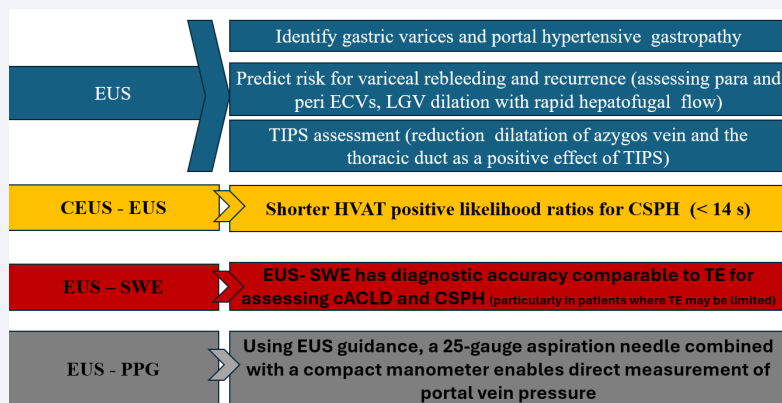 Identify gastric varices and portal hypertensive gastropathy
EUS
Predict risk for variceal rebleeding and recurrence (assessing para and
peri ECVs, LGV dilation with rapid hepatofugal flow)
TIPS assessment (reduction dilatation of azygos vein and the
thoracic duct as a positive effect of TIPS)
CEUS - EUS
Shorter HVAT positive likelihood ratios for CSPH (< 14 s)
EUS – SWE
EUS- SWE has diagnostic accuracy comparable to TE for
assessing cACLD and CSPH (particularly in patients where TE may be limited)
EUS - PPG
Using EUS guidance, a 25-gauge aspiration needle combined
with a compact manometer enables direct measurement of
portal vein pressure